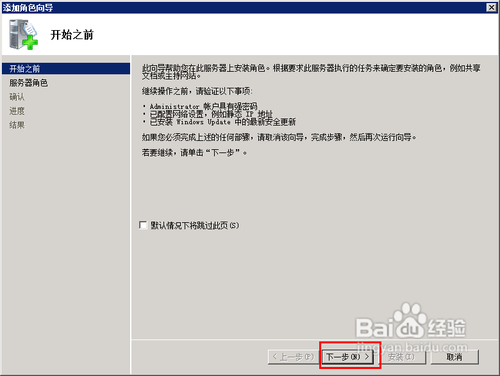 添加角色向导
开始之前
开始之前
服务器角色
确认
进度
结果
此向导帮助您在此服务器上安装角色。根据要求此服务器执行的任务来确定要安装的角色，例如共享
文档或主持网站。
继续操作之前，请验证以下事项:
• Administrator 帐户具有强密码
• 已配置网络设置，例如静态 IP 地址
• 已安装 Windows Update 中的最新安全更新
如果您必须完成上述的任何部骤，请取消该向导，完成步骤，然后再次运行向导。
若要继续，请单击“下一步”。
默认情况下将跳过此页(S)
Baidu 经验
jingyan.baidu.com
< 上一步(P)
下一步(N) >
安装(I)
取消